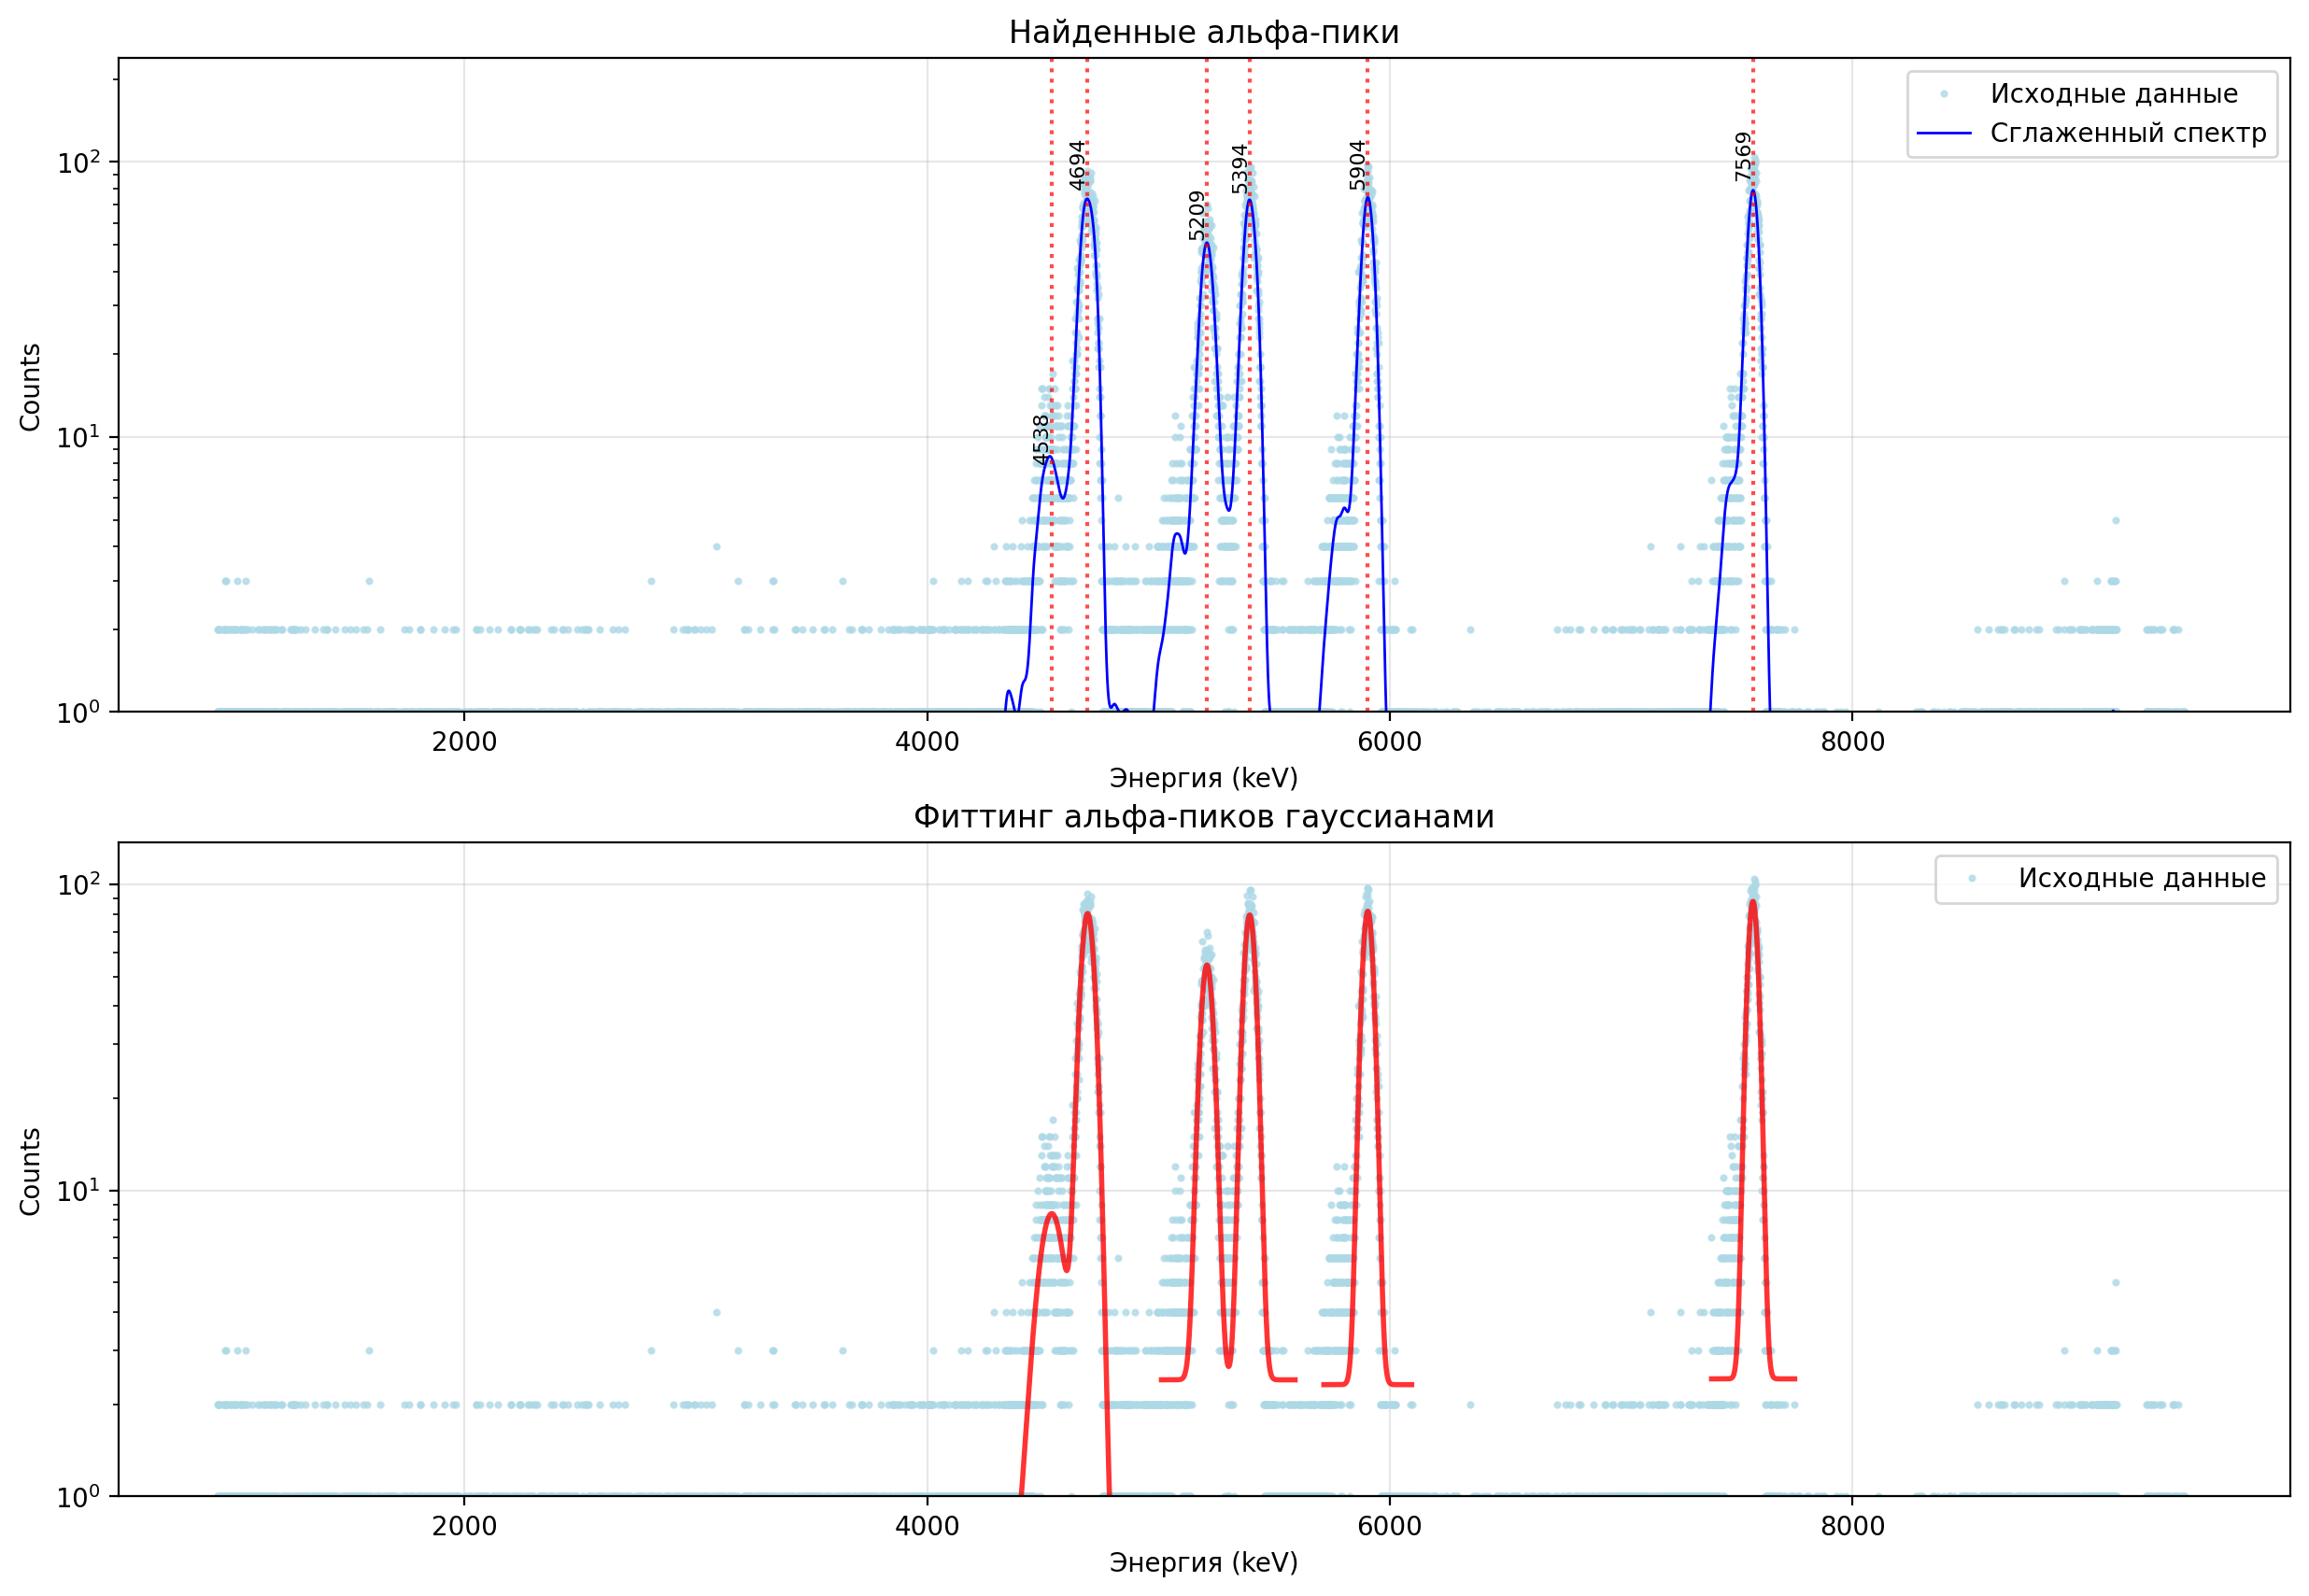 Найденные альфа-пики
Исходные данные
Сглаженный спектр
4538
4694
5209
5394
5904
7569
Counts
10²
10¹
10⁰
2000
4000
6000
8000
Энергия (keV)
Фиттинг альфа-пиков гауссианами
Исходные данные
Counts
10²
10¹
10⁰
2000
4000
6000
8000
Энергия (keV)